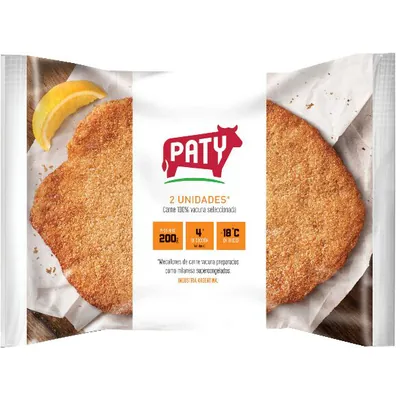 PATY
2 UNIDADES*
Carne 100% vacuna seleccionada
200g
4
18°C
*Medallones de carne vacuna preparados
como milanesa supercongelados.
INDUSTRIA ARGENTINA